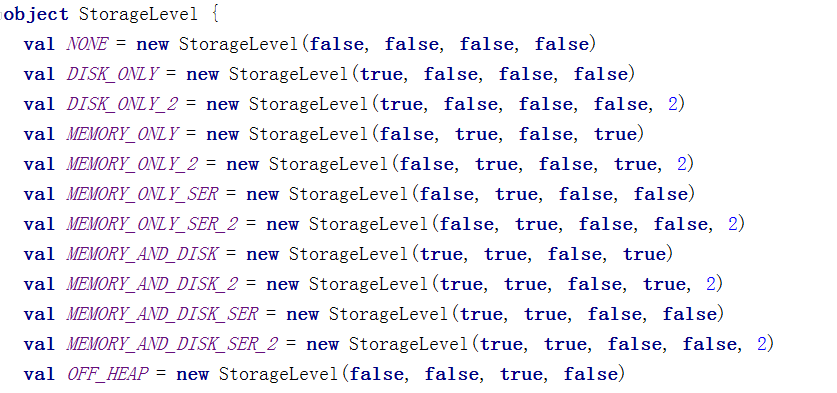 object StorageLevel {
val NONE = new StorageLevel(false, false, false, false)
val DISK_ONLY = new StorageLevel(true, false, false, false)
val DISK_ONLY_2 = new StorageLevel(true, false, false, false, 2)
val MEMORY_ONLY = new StorageLevel(false, true, false, true)
val MEMORY_ONLY_2 = new StorageLevel(false, true, false, true, 2)
val MEMORY_ONLY_SER = new StorageLevel(false, true, false, false)
val MEMORY_ONLY_SER_2 = new StorageLevel(false, true, false, false, 2)
val MEMORY_AND_DISK = new StorageLevel(true, true, false, true)
val MEMORY_AND_DISK_2 = new StorageLevel(true, true, false, true, 2)
val MEMORY_AND_DISK_SER = new StorageLevel(true, true, false, false)
val MEMORY_AND_DISK_SER_2 = new StorageLevel(true, true, false, false, 2)
val OFF_HEAP = new StorageLevel(false, false, true, false)